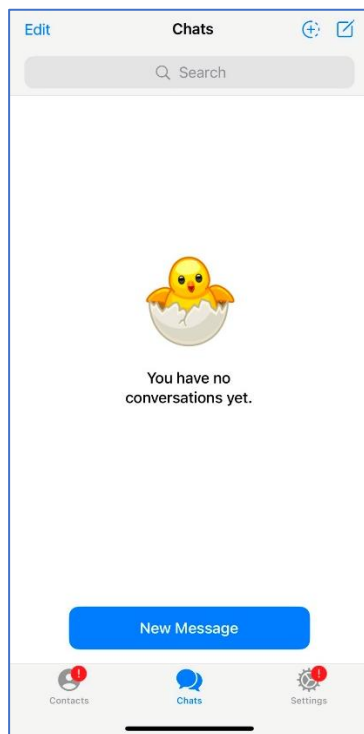 Edit Chats
Search
You have no
conversations yet.
New Message
! !
Contacts Chats Settings